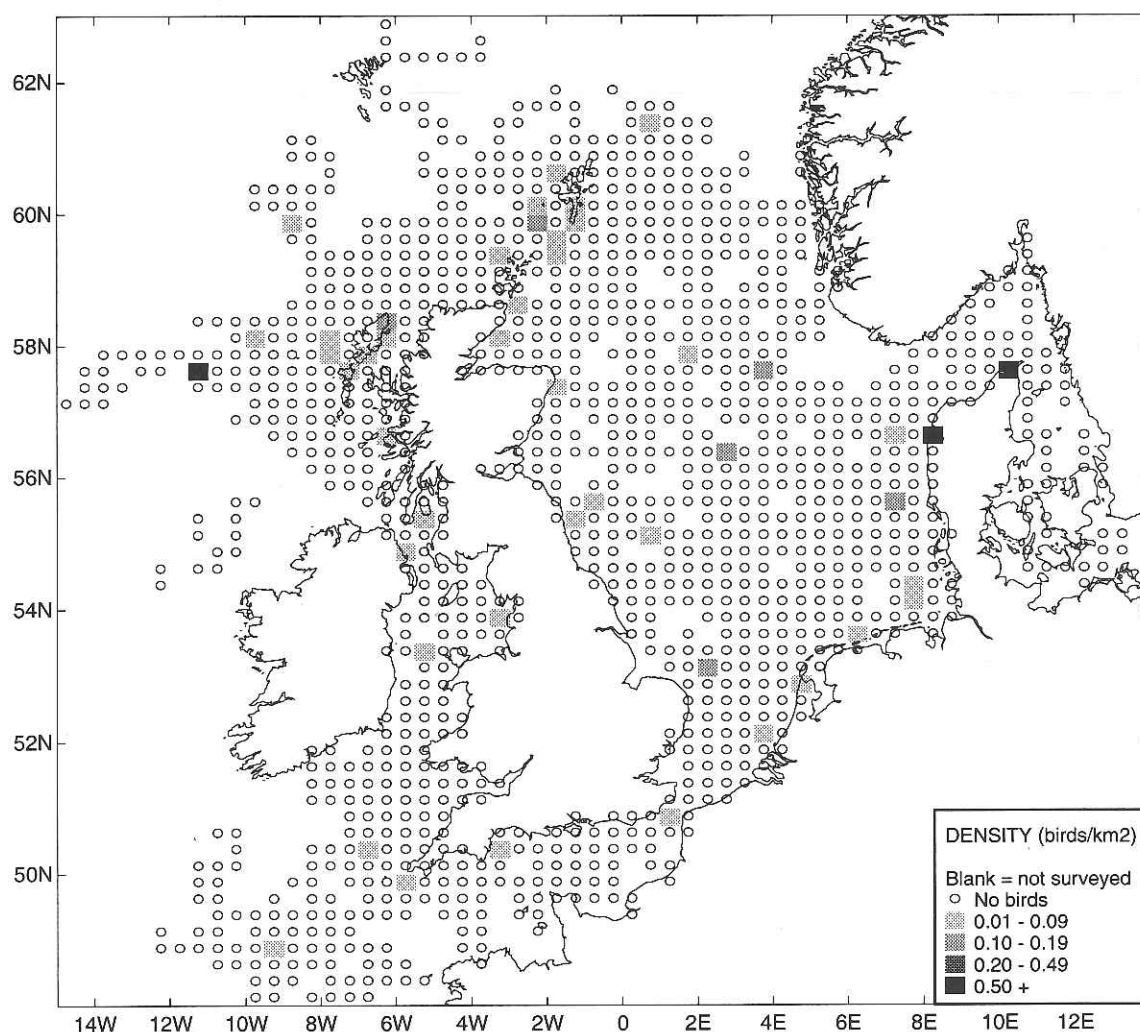 62N
60N
58N
56N
54N
52N
50N
DENSITY (birds/km2)
Blank = not surveyed
No birds
0.01 - 0.09
0.10 - 0.19
0.20 - 0.49
0.50 +
14W 12W 10W 8W 6W 4W 2W 0 2E 4E 6E 8E 10E 12E